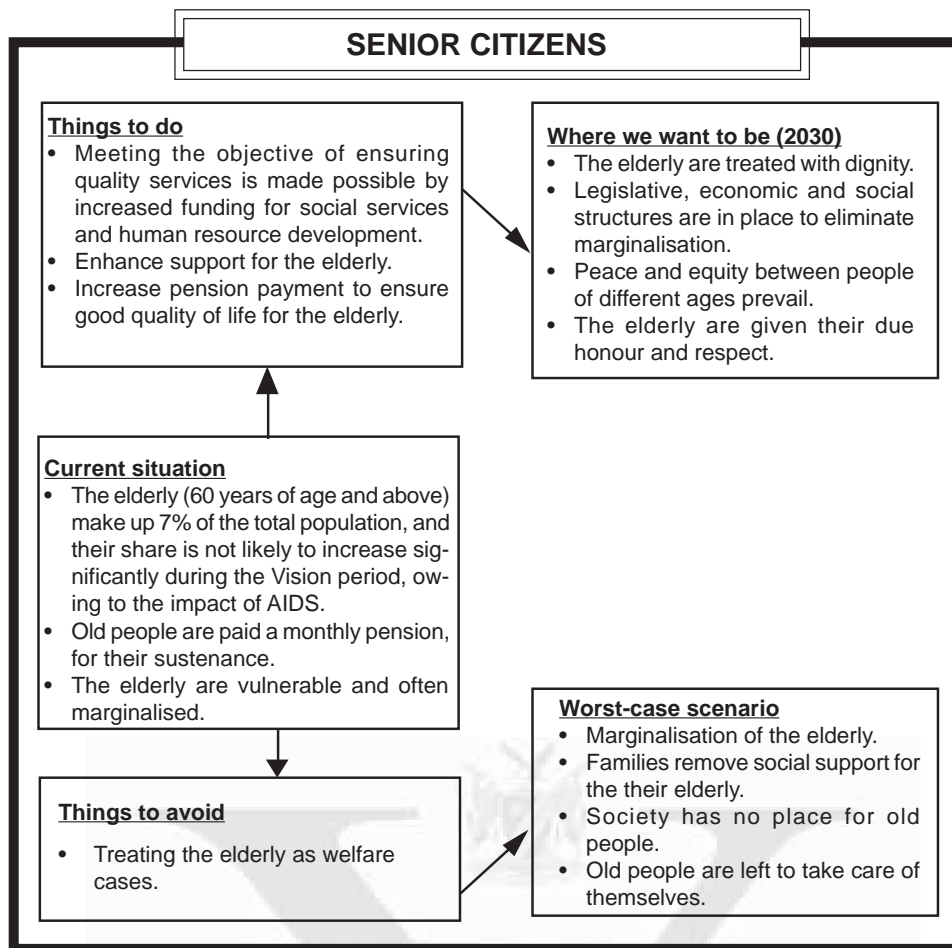 SENIOR CITIZENS
Things to do
• Meeting the objective of ensuring
quality services is made possible by
increased funding for social services
and human resource development.
• Enhance support for the elderly.
• Increase pension payment to ensure
good quality of life for the elderly.
Where we want to be (2030)
• The elderly are treated with dignity.
• Legislative, economic and social
structures are in place to eliminate
marginalisation.
• Peace and equity between people
of different ages prevail.
• The elderly are given their due
honour and respect.
Current situation
• The elderly (60 years of age and above)
make up 7% of the total population, and
their share is not likely to increase sig-
nificantly during the Vision period, ow-
ing to the impact of AIDS.
• Old people are paid a monthly pension,
for their sustenance.
• The elderly are vulnerable and often
marginalised.
Things to avoid
• Treating the elderly as welfare
cases.
Worst-case scenario
• Marginalisation of the elderly.
• Families remove social support for
the their elderly.
• Society has no place for old
people.
• Old people are left to take care of
themselves.